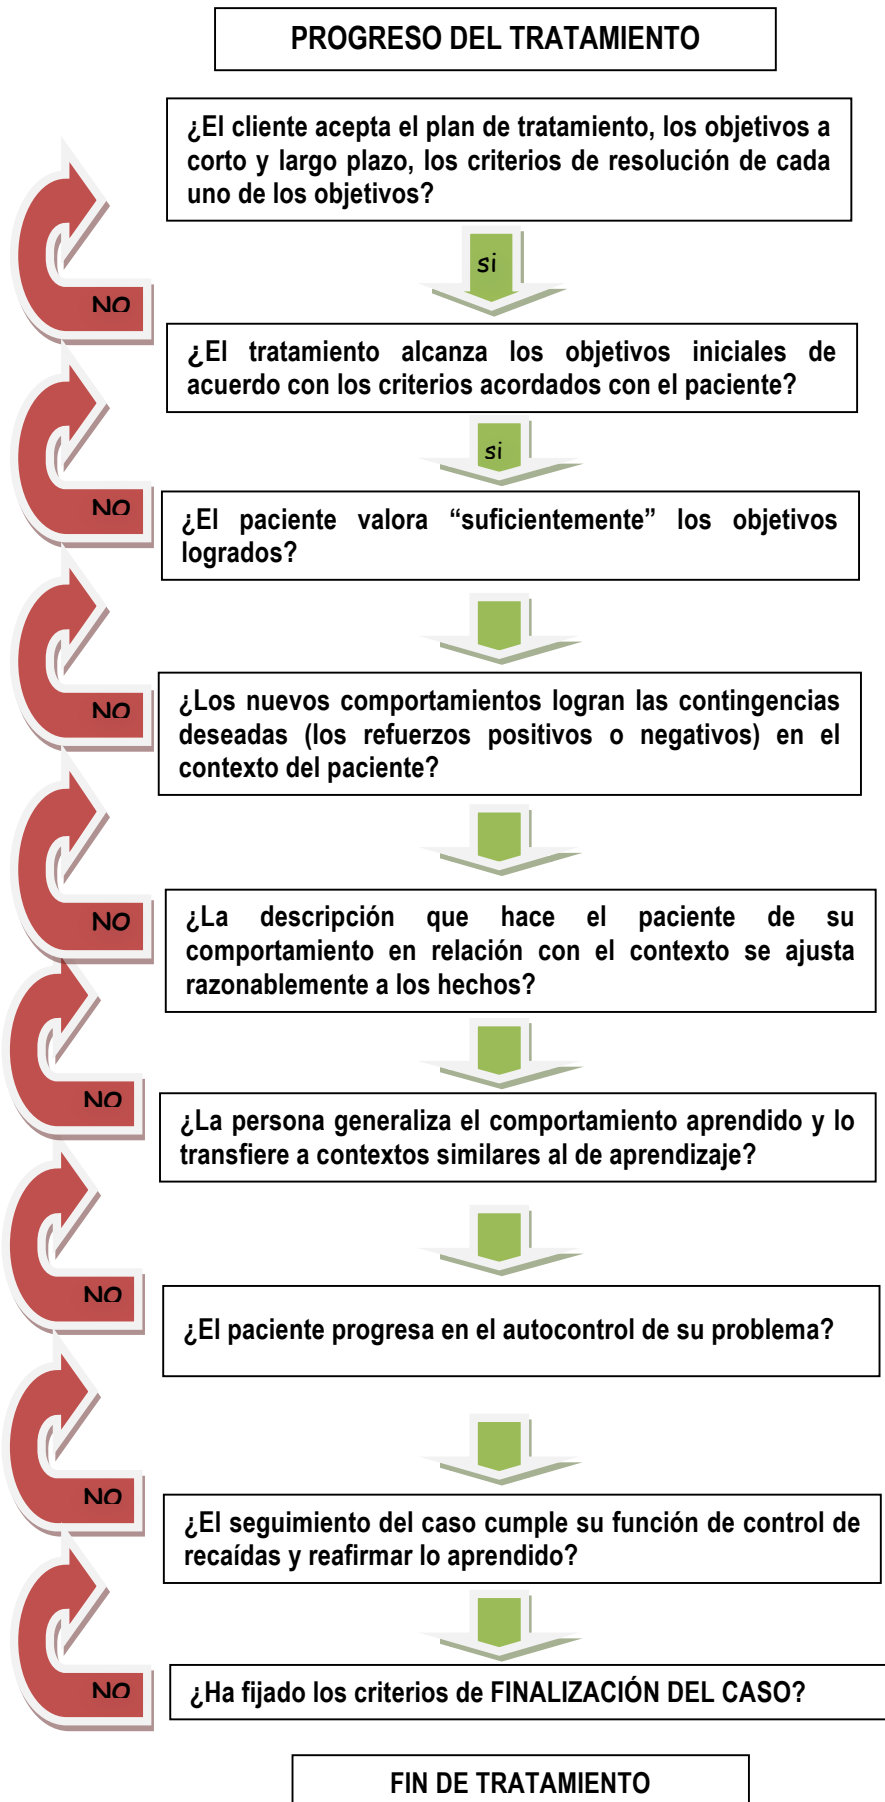 PROGRESO DEL TRATAMIENTO
¿El cliente acepta el plan de tratamiento, los objetivos a
corto y largo plazo, los criterios de resolución de cada
uno de los objetivos?
si
NO
¿El tratamiento alcanza los objetivos iniciales de
acuerdo con los criterios acordados con el paciente?
si
NO
¿El paciente valora “suficientemente” los objetivos
logrados?
NO
¿Los nuevos comportamientos logran las contingencias
deseadas (los refuerzos positivos o negativos) en el
contexto del paciente?
NO
¿La descripción que hace el paciente de su
comportamiento en relación con el contexto se ajusta
razonablemente a los hechos?
NO
¿La persona generaliza el comportamiento aprendido y lo
transfiere a contextos similares al de aprendizaje?
NO
¿El paciente progresa en el autocontrol de su problema?
NO
¿El seguimiento del caso cumple su función de control de
recaídas y reafirmar lo aprendido?
NO
¿Ha fijado los criterios de FINALIZACIÓN DEL CASO?
FIN DE TRATAMIENTO